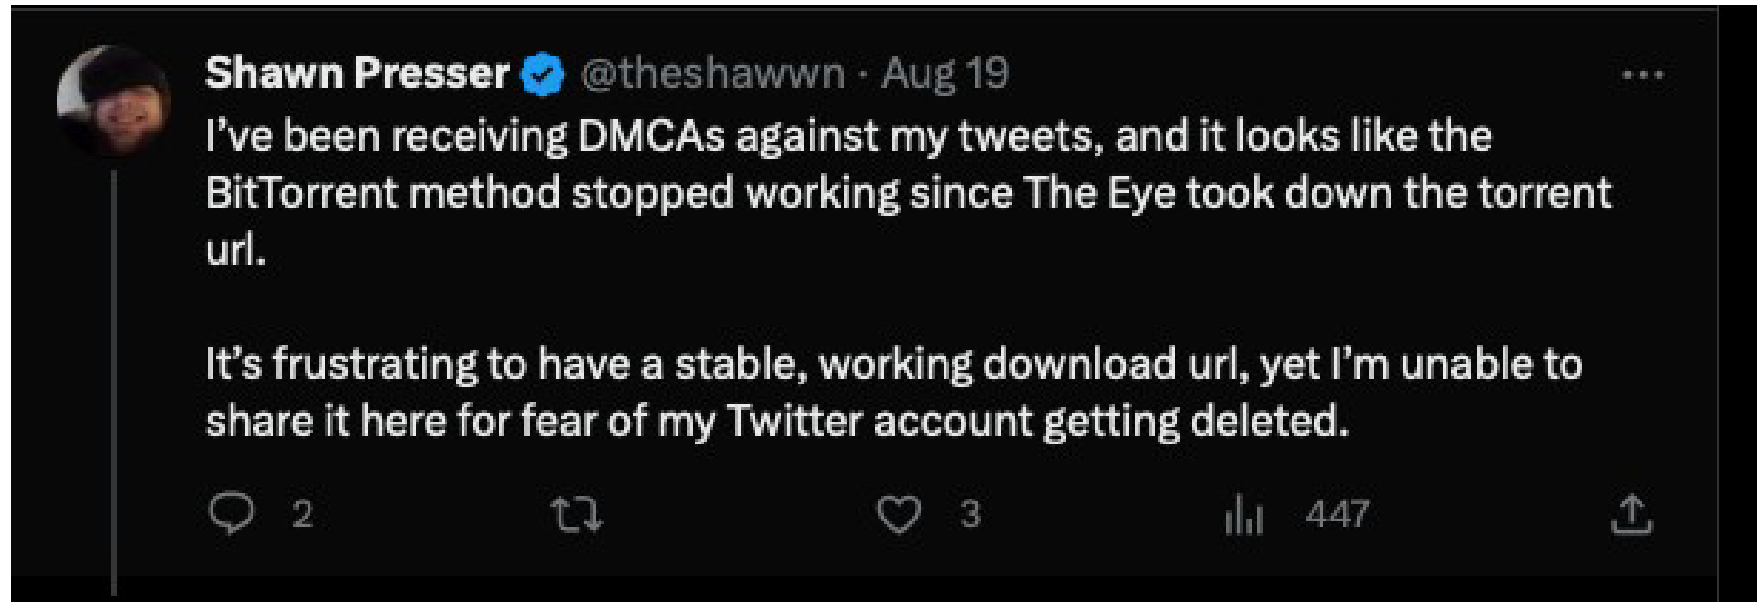 Shawn Presser @theshawwn · Aug 19
I’ve been receiving DMCAs against my tweets, and it looks like the
BitTorrent method stopped working since The Eye took down the torrent
url.
It’s frustrating to have a stable, working download url, yet I’m unable to
share it here for fear of my Twitter account getting deleted.
2 3 447